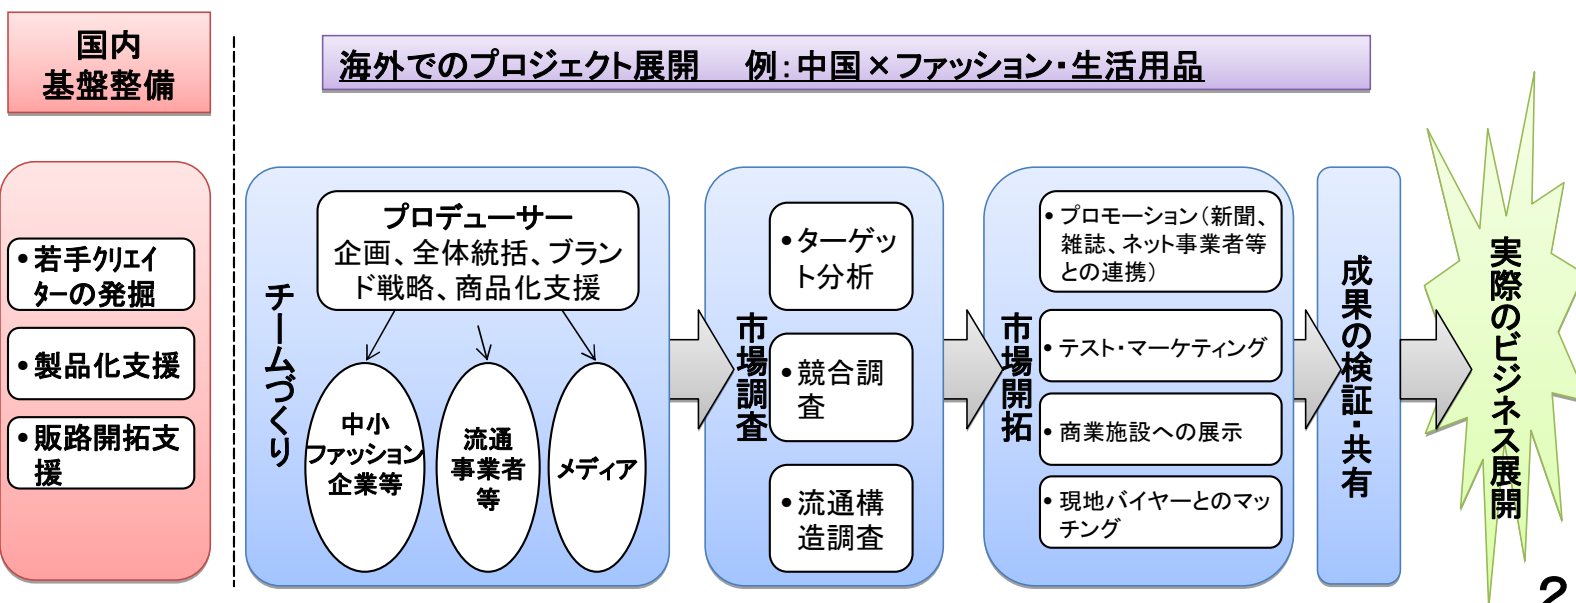 国内
基盤整備
海外でのプロジェクト展開　例：中国×ファッション・生活用品
•若手クリエイ
ターの発掘
•製品化支援
•販路開拓支
援
チームづくり
プロデューサー
企画、全体統括、ブラン
ド戦略、商品化支援
中小
ファッション
企業等
流通
事業者
等
メディア
市場調査
•ターゲッ
ト分析
•競合調
査
•流通構
造調査
市場開拓
•プロモーション（新聞、
雑誌、ネット事業者等
との連携）
•テスト・マーケティング
•商業施設への展示
•現地バイヤーとのマッ
チング
成果の検証・共有
実際のビジネス展開
2